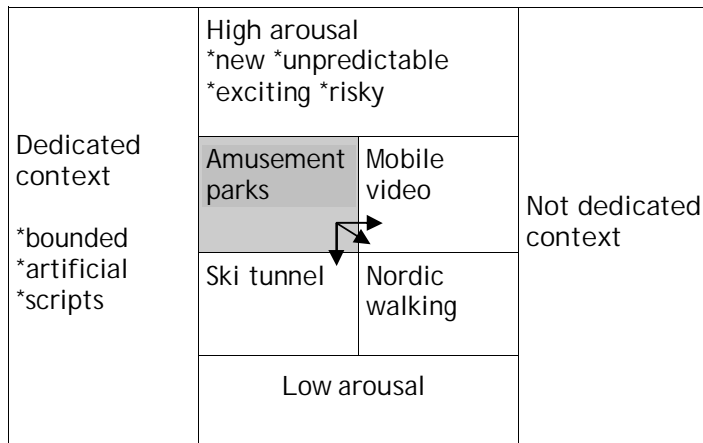 High arousal
*new *unpredictable
*exciting *risky
Dedicated
context
*bounded
*artificial
*scripts
Amusement
parks
Mobile
video
Not dedicated
context
Ski tunnel
Nordic
walking
Low arousal